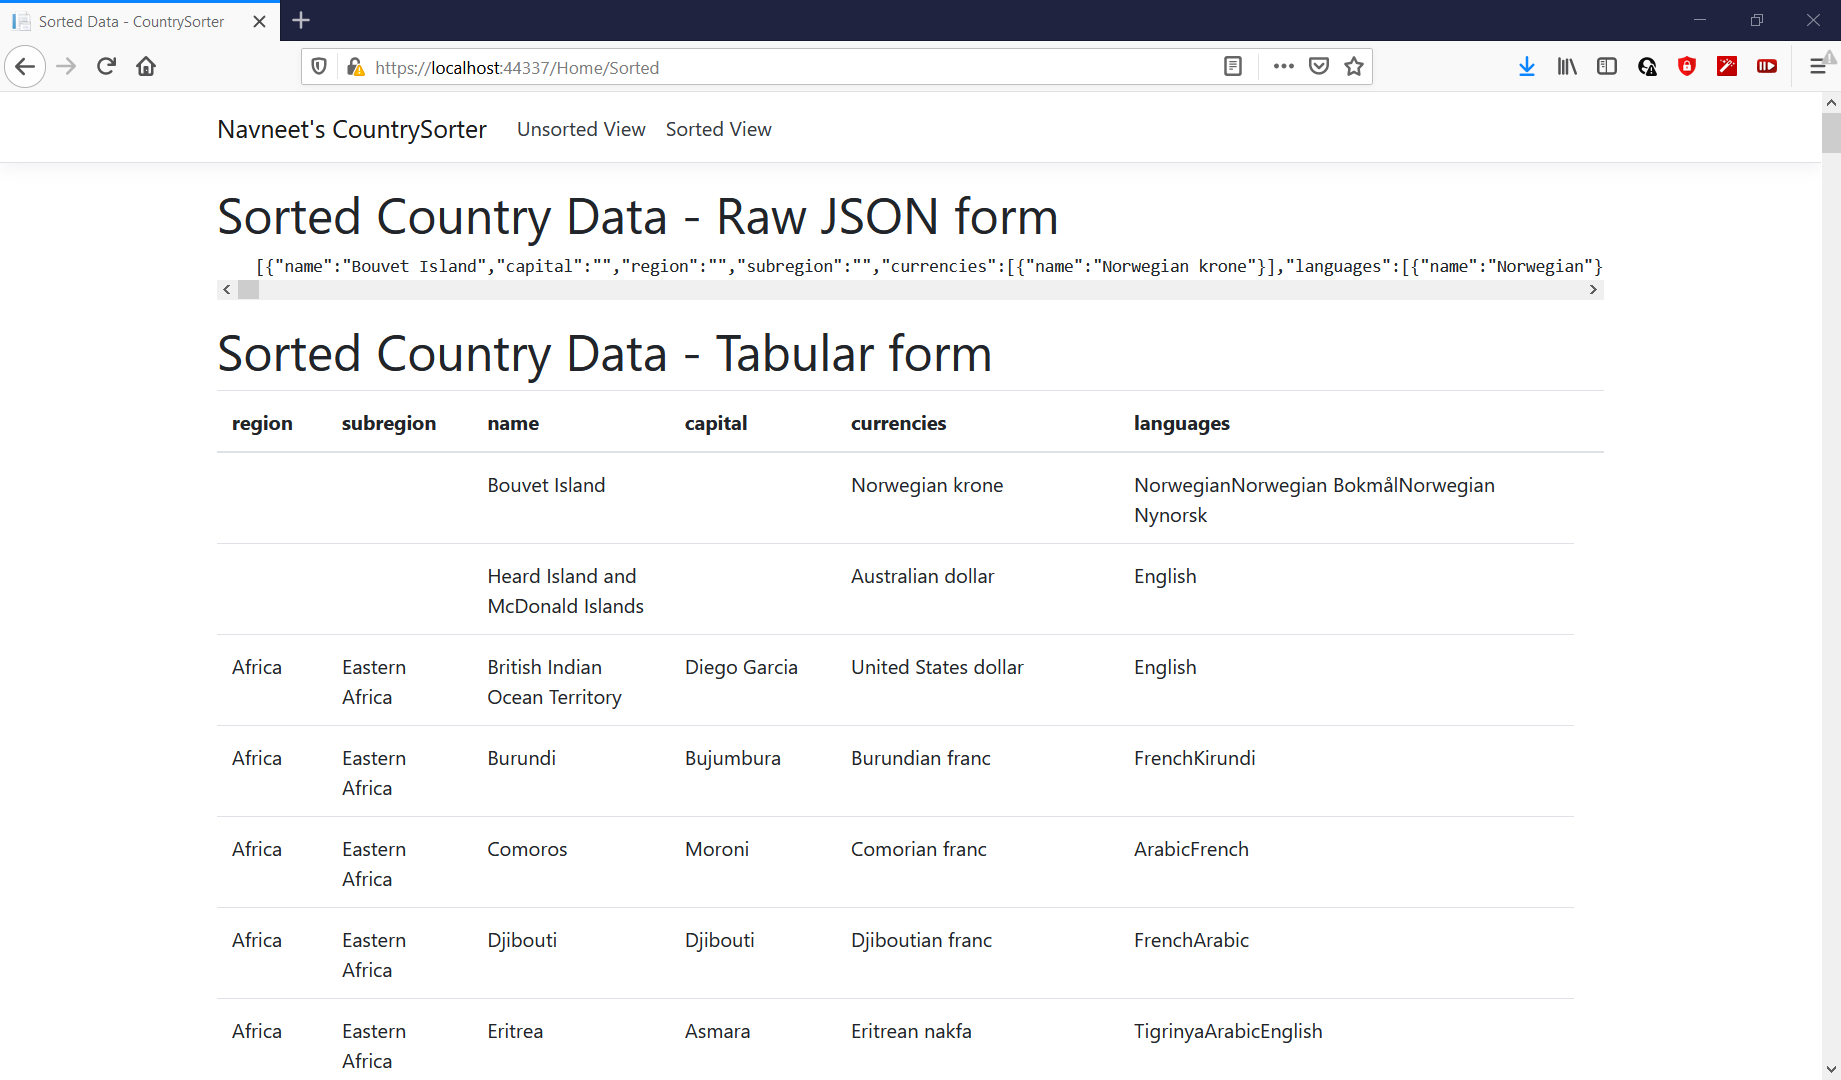 Sorted Data - CountrySorter
https://localhost:44337/Home/Sorted
Navneet's CountrySorter Unsorted View Sorted View
Sorted Country Data - Raw JSON form
[{"name":"Bouvet Island","capital":"","region":"","subregion":"","currencies":[{"name":"Norwegian krone"}],"languages":[{"name":"Norwegian"}
Sorted Country Data - Tabular form
region subregion name capital currencies languages
Bouvet Island Norwegian krone NorwegianNorwegian BokmålNorwegian
Nynorsk
Heard Island and Australian dollar English
McDonald Islands
Africa Eastern British Indian Diego Garcia United States dollar English
Africa Ocean Territory
Africa Eastern Burundi Bujumbura Burundian franc FrenchKirundi
Africa
Africa Eastern Comoros Moroni Comorian franc ArabicFrench
Africa
Africa Eastern Djibouti Djibouti Djiboutian franc FrenchArabic
Africa
Africa Eastern Eritrea Asmara Eritrean nakfa TigrinyaArabicEnglish
Africa